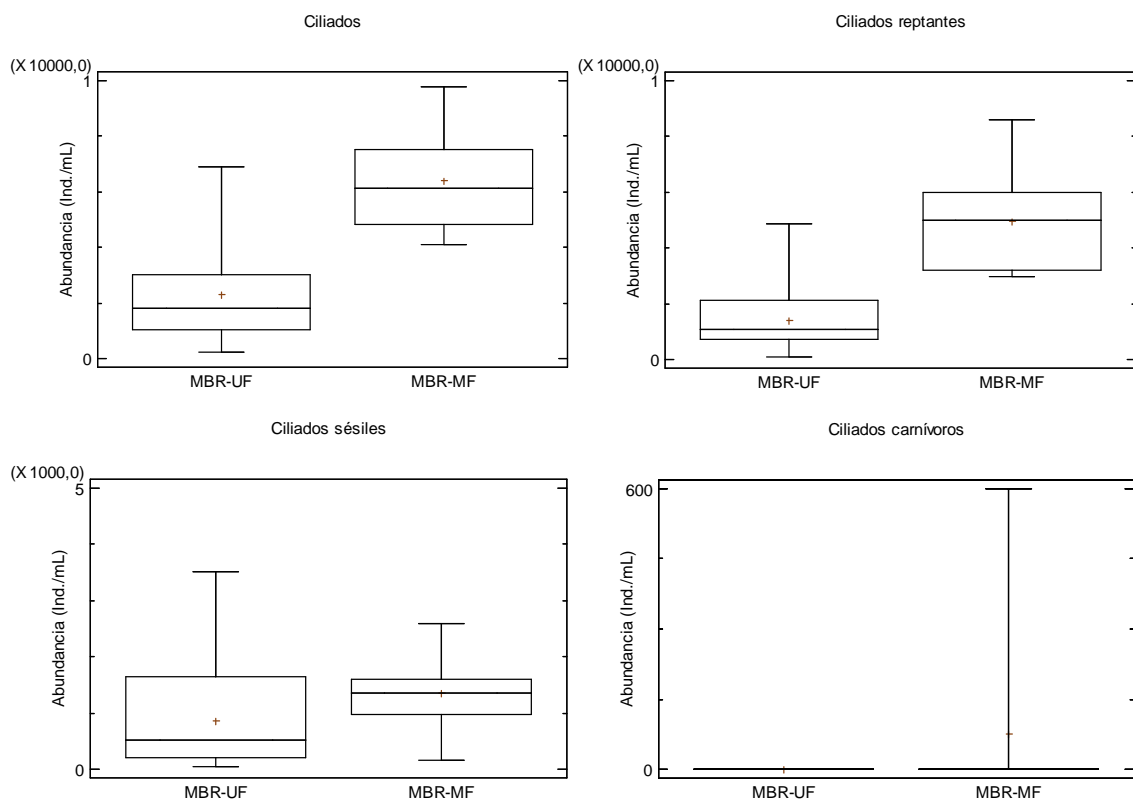 Ciliados
(X 10000,0)
1
Abundancia (Ind./mL)
0
MBR-UF MBR-MF
Ciliados reptantes
(X 10000,0)
1
Abundancia (Ind./mL)
0
MBR-UF MBR-MF
Ciliados sésiles
(X 1000,0)
5
Abundancia (Ind./mL)
0
MBR-UF MBR-MF
Ciliados carnívoros
600
Abundancia (Ind./mL)
0
MBR-UF MBR-MF